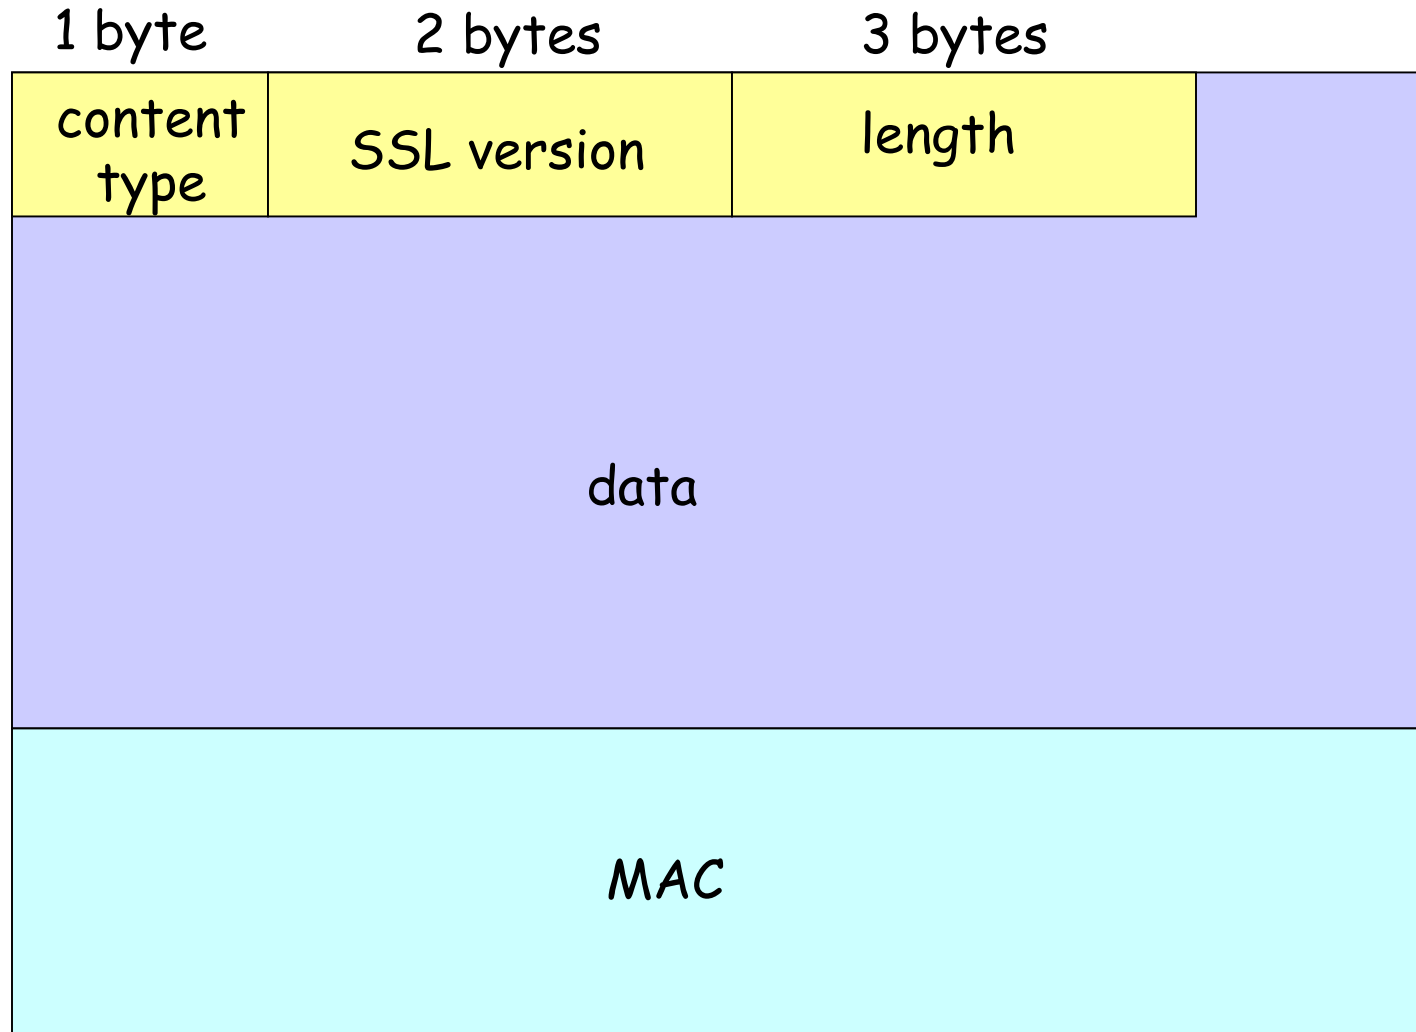 1 byte 2 bytes 3 bytes
content
type
SSL version
length
data
MAC